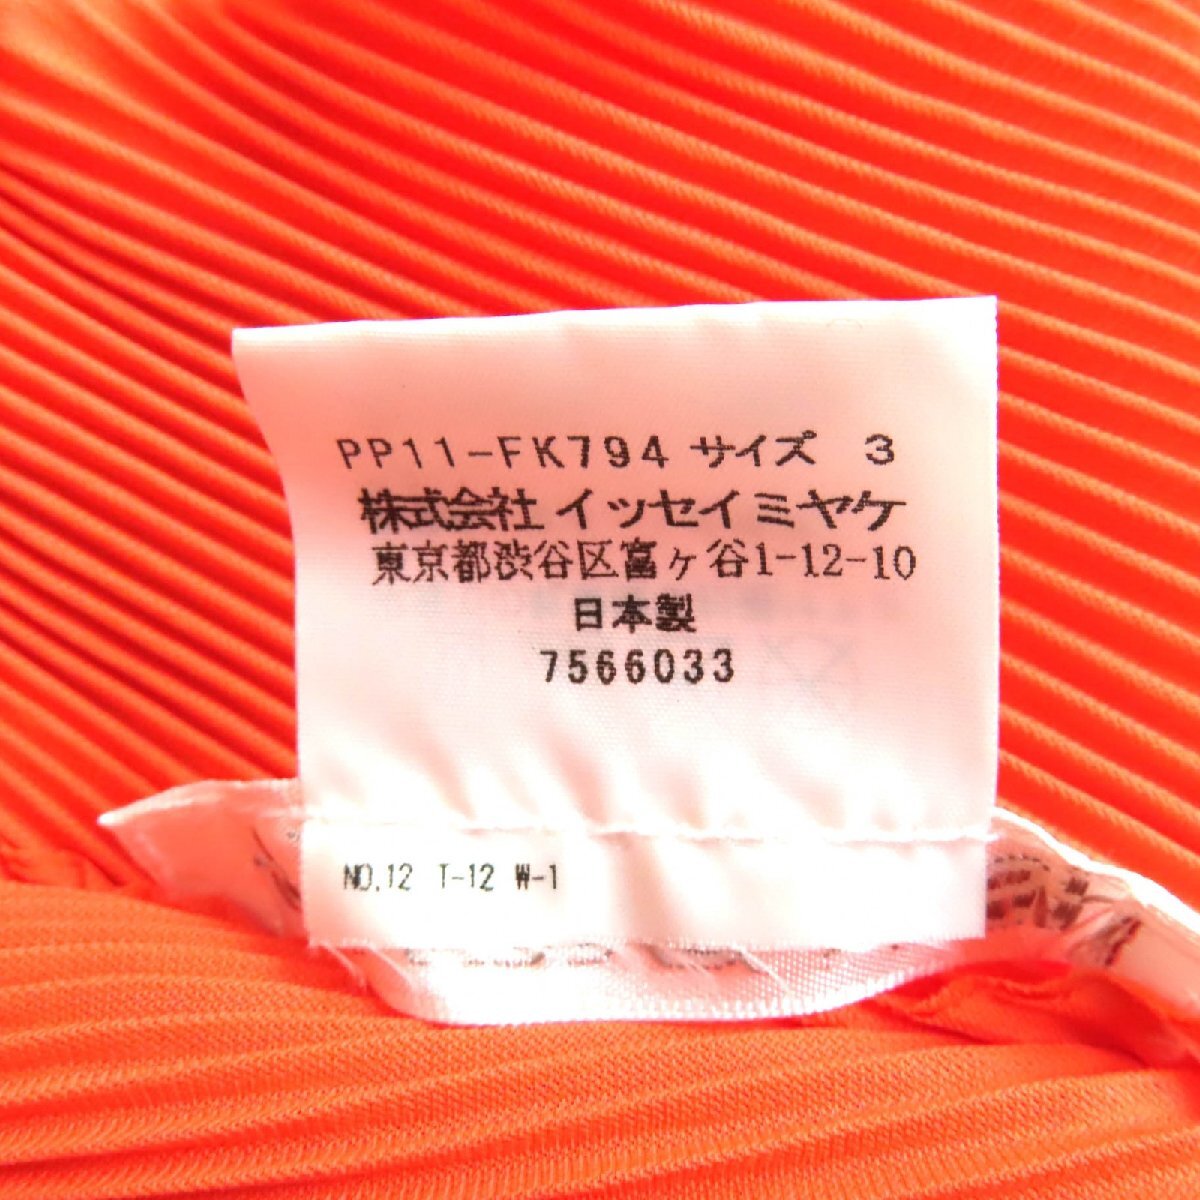 PP11-FK794 サイズ 3
株式会社 イッセイミヤケ
東京都渋谷区富ヶ谷1-12-10
日本製
7566033
NO.12 T-12 W-1